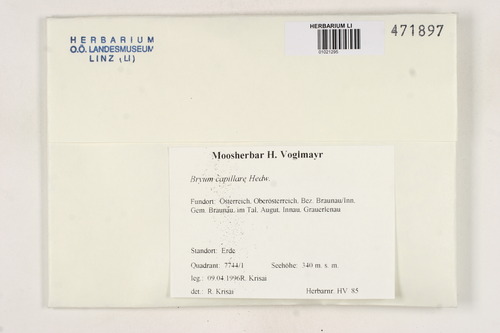 HERBARIUM
O.Ö. LANDESMUSEUM
LINZ (LI)
HERBARIUM LI
01021295
471897
Moosherbar H. Voglmayr
Bryum capillare Hedw.
Fundort: Österreich, Oberösterreich, Bez. Braunau/Inn,
Gem. Braunau, im Tal, Augut, Innau, Grauerlenau
Standort: Erde
Quadrant: 7744/1 Seehöhe: 340 m. s. m.
leg.: 09.04.1996R. Krisai
det.: R. Krisai Herbarnr. HV 85